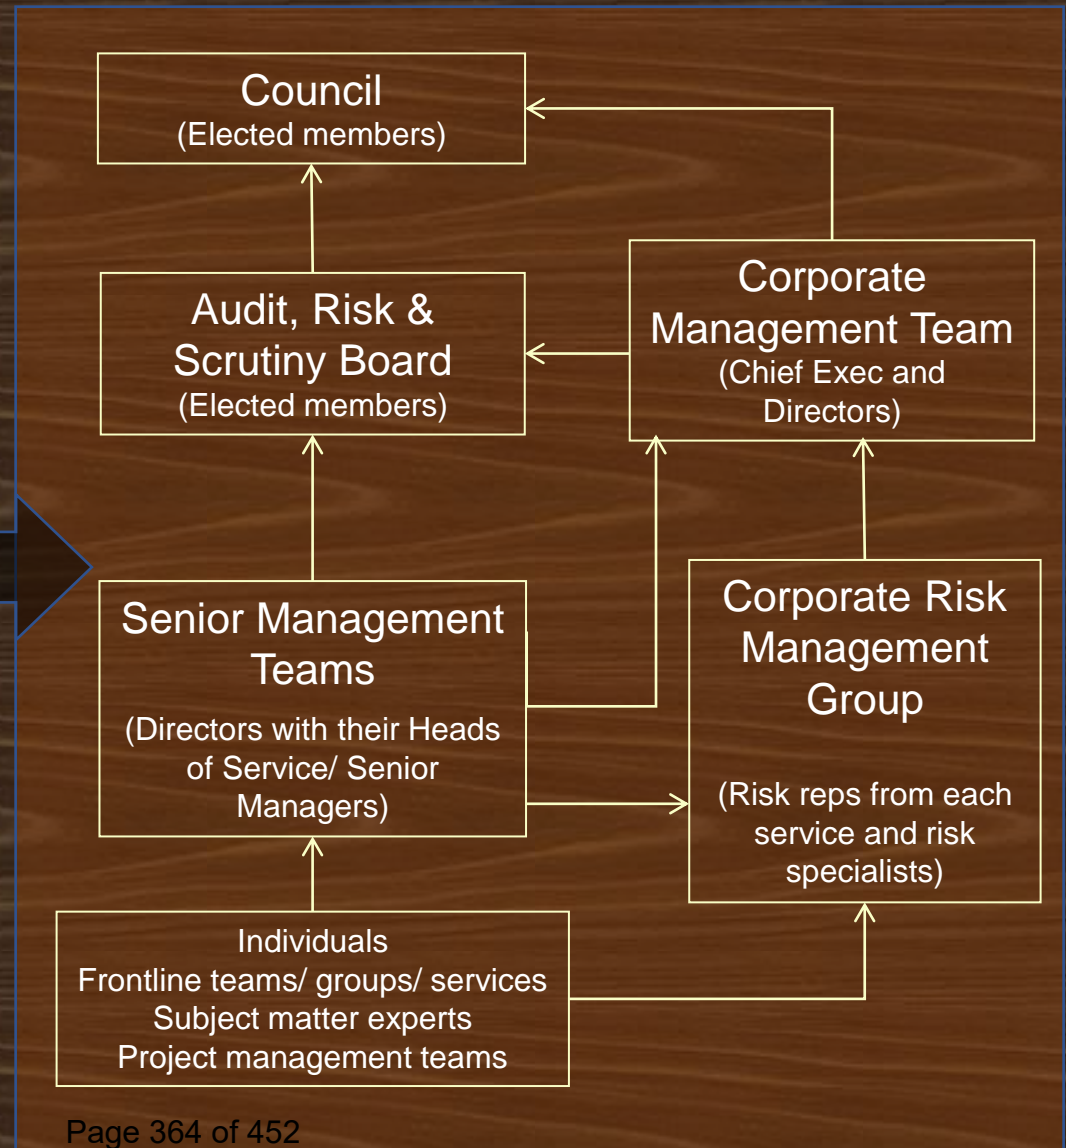 Council
(Elected members)
Audit, Risk &
Scrutiny Board
(Elected members)
Corporate
Management Team
(Chief Exec and
Directors)
Senior Management
Teams
(Directors with their Heads
of Service/ Senior
Managers)
Corporate Risk
Management
Group
(Risk reps from each
service and risk
specialists)
Individuals
Frontline teams/ groups/ services
Subject matter experts
Project management teams
Page 364 of 452